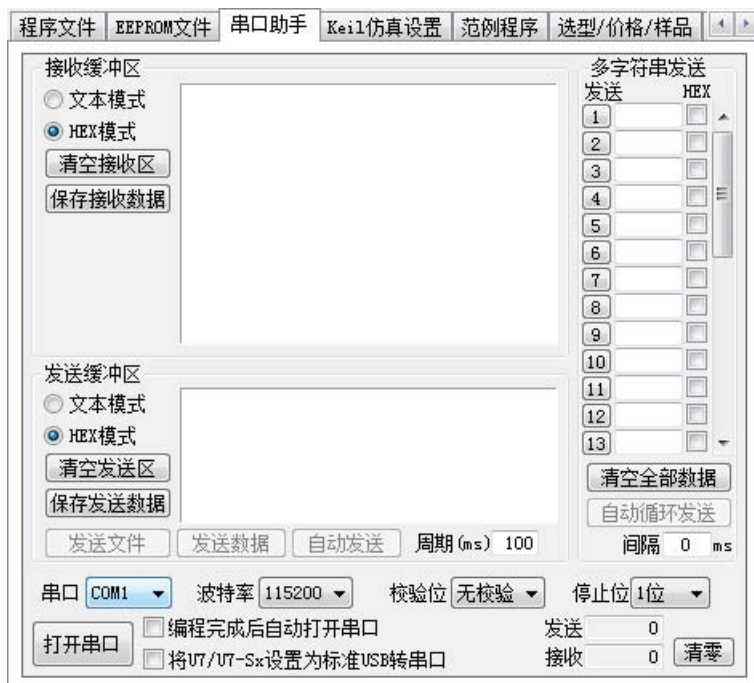 程序文件 EEPROM文件 串口助手 Keil仿真设置 范例程序 选型/价格/样品
接收缓冲区
文本模式
HEX模式
清空接收区
保存接收数据
多字符串发送
发送 HEX
1
2
3
4
5
6
7
8
9
10
11
12
13
清空全部数据
自动循环发送
间隔 0 ms
发送缓冲区
文本模式
HEX模式
清空发送区
保存发送数据
发送文件 发送数据 自动发送 周期(ms) 100
串口 COM1 波特率 115200 校验位 无校验 停止位 1位
打开串口
编程完成后自动打开串口
将U7/U7-Sx设置为标准USB转串口
发送 0
接收 0
清零